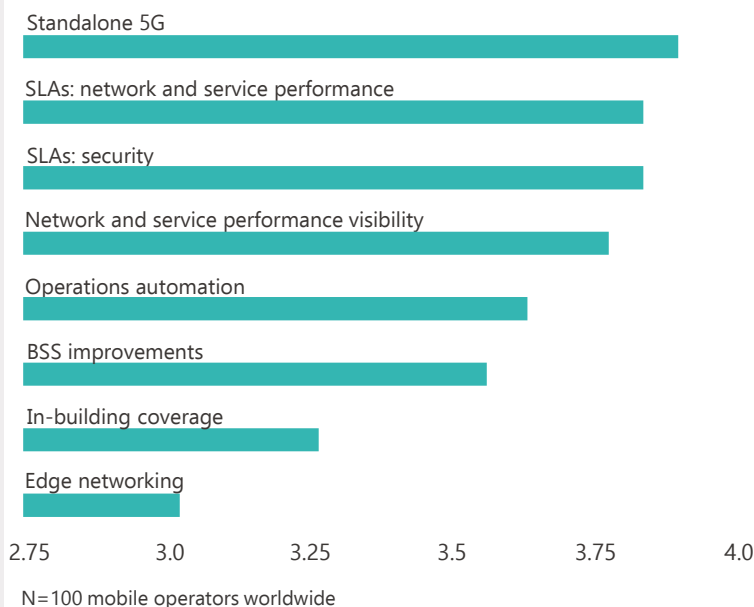 Standalone 5G
SLAs: network and service performance
SLAs: security
Network and service performance visibility
Operations automation
BSS improvements
In-building coverage
Edge networking
2.75 3.0 3.25 3.5 3.75 4.0
N=100 mobile operators worldwide